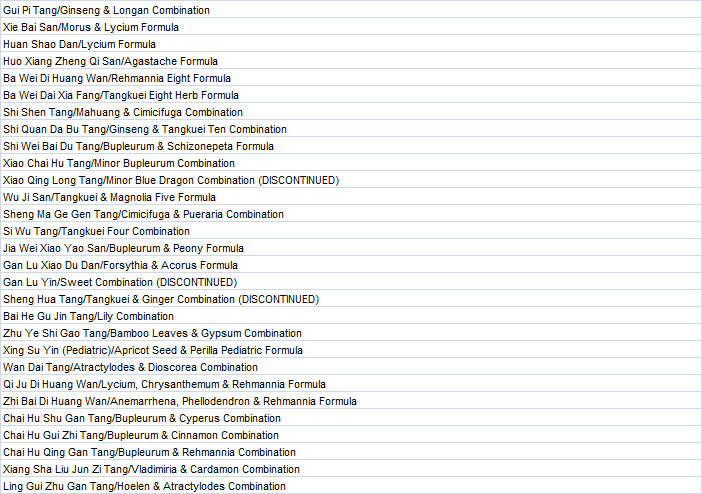 Gui Pi Tang/Ginseng & Longan Combination
Xie Bai San/Morus & Lycium Formula
Huan Shao Dan/Lycium Formula
Huo Xiang Zheng Qi San/Agastache Formula
Ba Wei Di Huang Wan/Rehmannia Eight Formula
Ba Wei Dai Xia Fang/Tangkuei Eight Herb Formula
Shi Shen Tang/Mahuang & Cimicifuga Combination
Shi Quan Da Bu Tang/Ginseng & Tangkuei Ten Combination
Shi Wei Bai Du Tang/Bupleurum & Schizonepeta Formula
Xiao Chai Hu Tang/Minor Bupleurum Combination
Xiao Qing Long Tang/Minor Blue Dragon Combination (DISCONTINUED)
Wu Ji San/Tangkuei & Magnolia Five Formula
Sheng Ma Ge Gen Tang/Cimicifuga & Pueraria Combination
Si Wu Tang/Tangkuei Four Combination
Jia Wei Xiao Yao San/Bupleurum & Peony Formula
Gan Lu Xiao Du Dan/Forsythia & Acorus Formula
Gan Lu Yin/Sweet Combination (DISCONTINUED)
Sheng Hua Tang/Tangkuei & Ginger Combination (DISCONTINUED)
Bai He Gu Jin Tang/Lily Combination
Zhu Ye Shi Gao Tang/Bamboo Leaves & Gypsum Combination
Xing Su Yin (Pediatric)/Apricot Seed & Perilla Pediatric Formula
Wan Dai Tang/Atractylodes & Dioscorea Combination
Qi Ju Di Huang Wan/Lycium, Chrysanthemum & Rehmannia Formula
Zhi Bai Di Huang Wan/Anemarrhena, Phellodendron & Rehmannia Formula
Chai Hu Shu Gan Tang/Bupleurum & Cyperus Combination
Chai Hu Gui Zhi Tang/Bupleurum & Cinnamon Combination
Chai Hu Qing Gan Tang/Bupleurum & Rehmannia Combination
Xiang Sha Liu Jun Zi Tang/Vladimiria & Cardamon Combination
Ling Gui Zhu Gan Tang/Hoelen & Atractylodes Combination